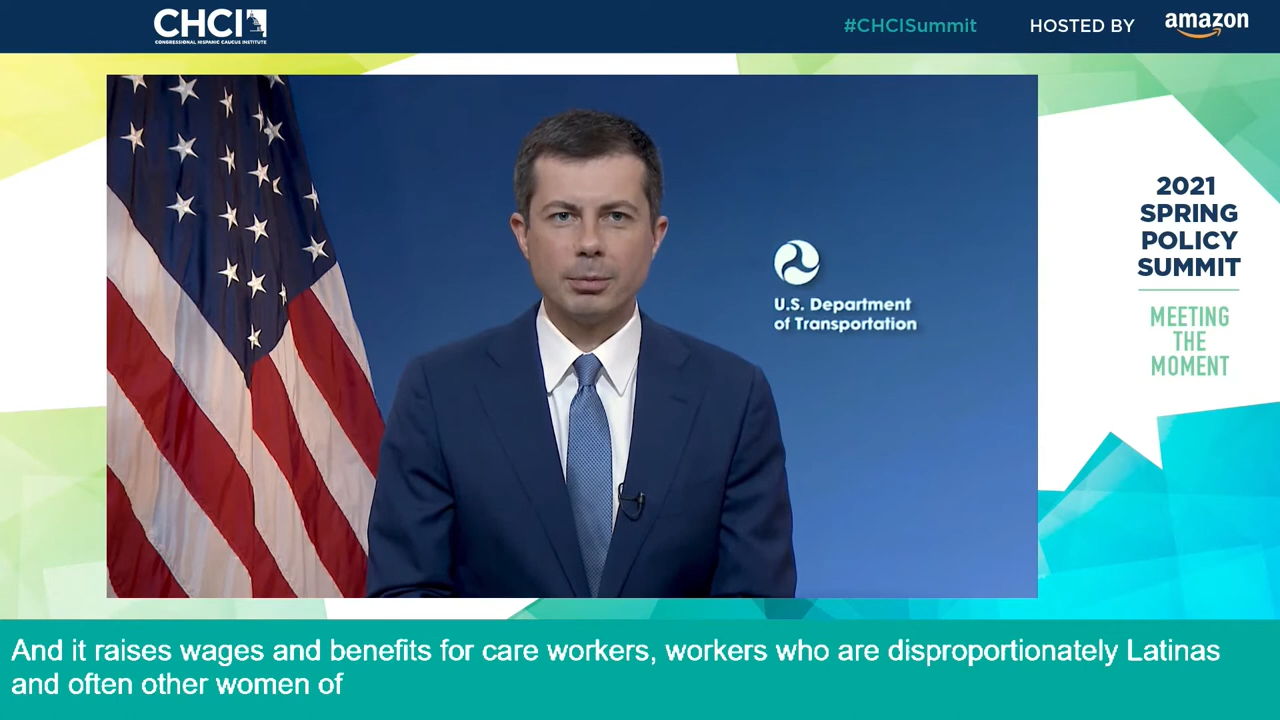 CHCI
CONGRESSIONAL HISPANIC CAUCUS INSTITUTE
#CHCISummit
HOSTED BY
amazon
2021
SPRING
POLICY
SUMMIT
MEETING
THE
MOMENT
U.S. Department
of Transportation
And it raises wages and benefits for care workers, workers who are disproportionately Latinas
and often other women of